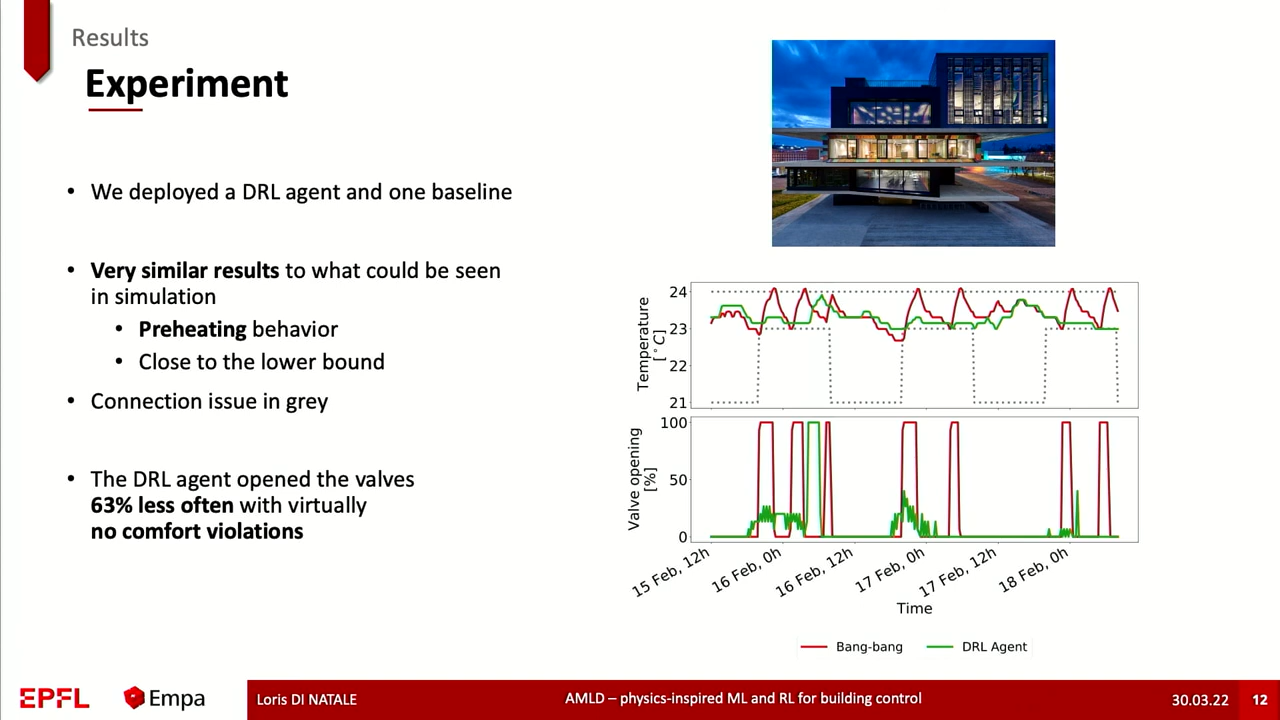 Results
Experiment
• We deployed a DRL agent and one baseline
• Very similar results to what could be seen
in simulation
• Preheating behavior
• Close to the lower bound
• Connection issue in grey
• The DRL agent opened the valves
63% less often with virtually
no comfort violations
Temperature
[°C]
24
23
22
21
Valve opening
[%]
100
50
0
15 Feb, 12h
16 Feb, 0h
16 Feb, 12h
17 Feb, 0h
17 Feb, 12h
18 Feb, 0h
Time
Bang-bang
DRL Agent
EPFL
Empa
Loris DI NATALE
AMLD – physics-inspired ML and RL for building control
30.03.22
12